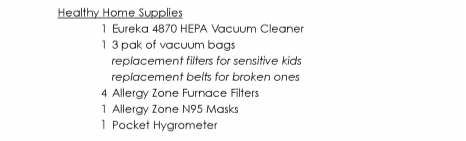 Healthy Home Supplies
1 Eureka 4870 HEPA Vacuum Cleaner
1 3 pak of vacuum bags
replacement filters for sensitive kids
replacement belts for broken ones
4 Allergy Zone Furnace Filters
1 Allergy Zone N95 Masks
1 Pocket Hygrometer